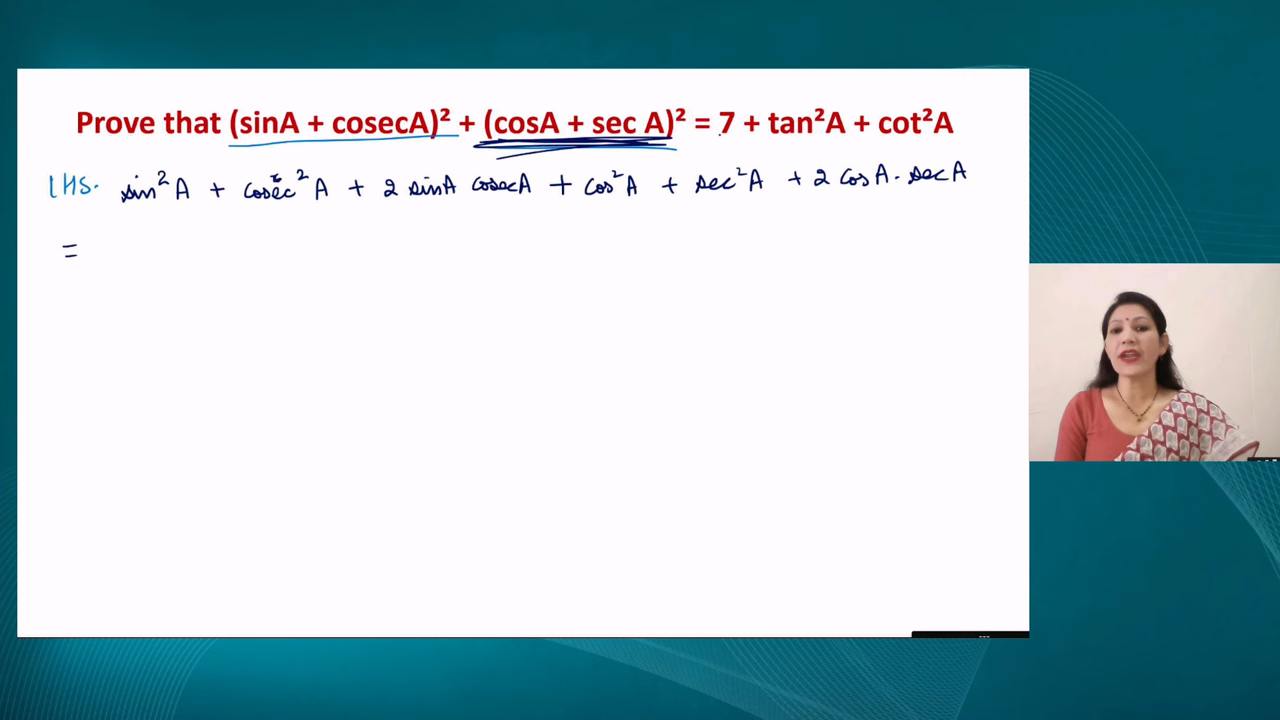 Prove that (sinA + cosecA)² + (cosA + sec A)² = 7 + tan²A + cot²A
LHS. sin²A + cosec²A + 2 sinA cosecA + cos²A + sec²A + 2 cosA. secA
=